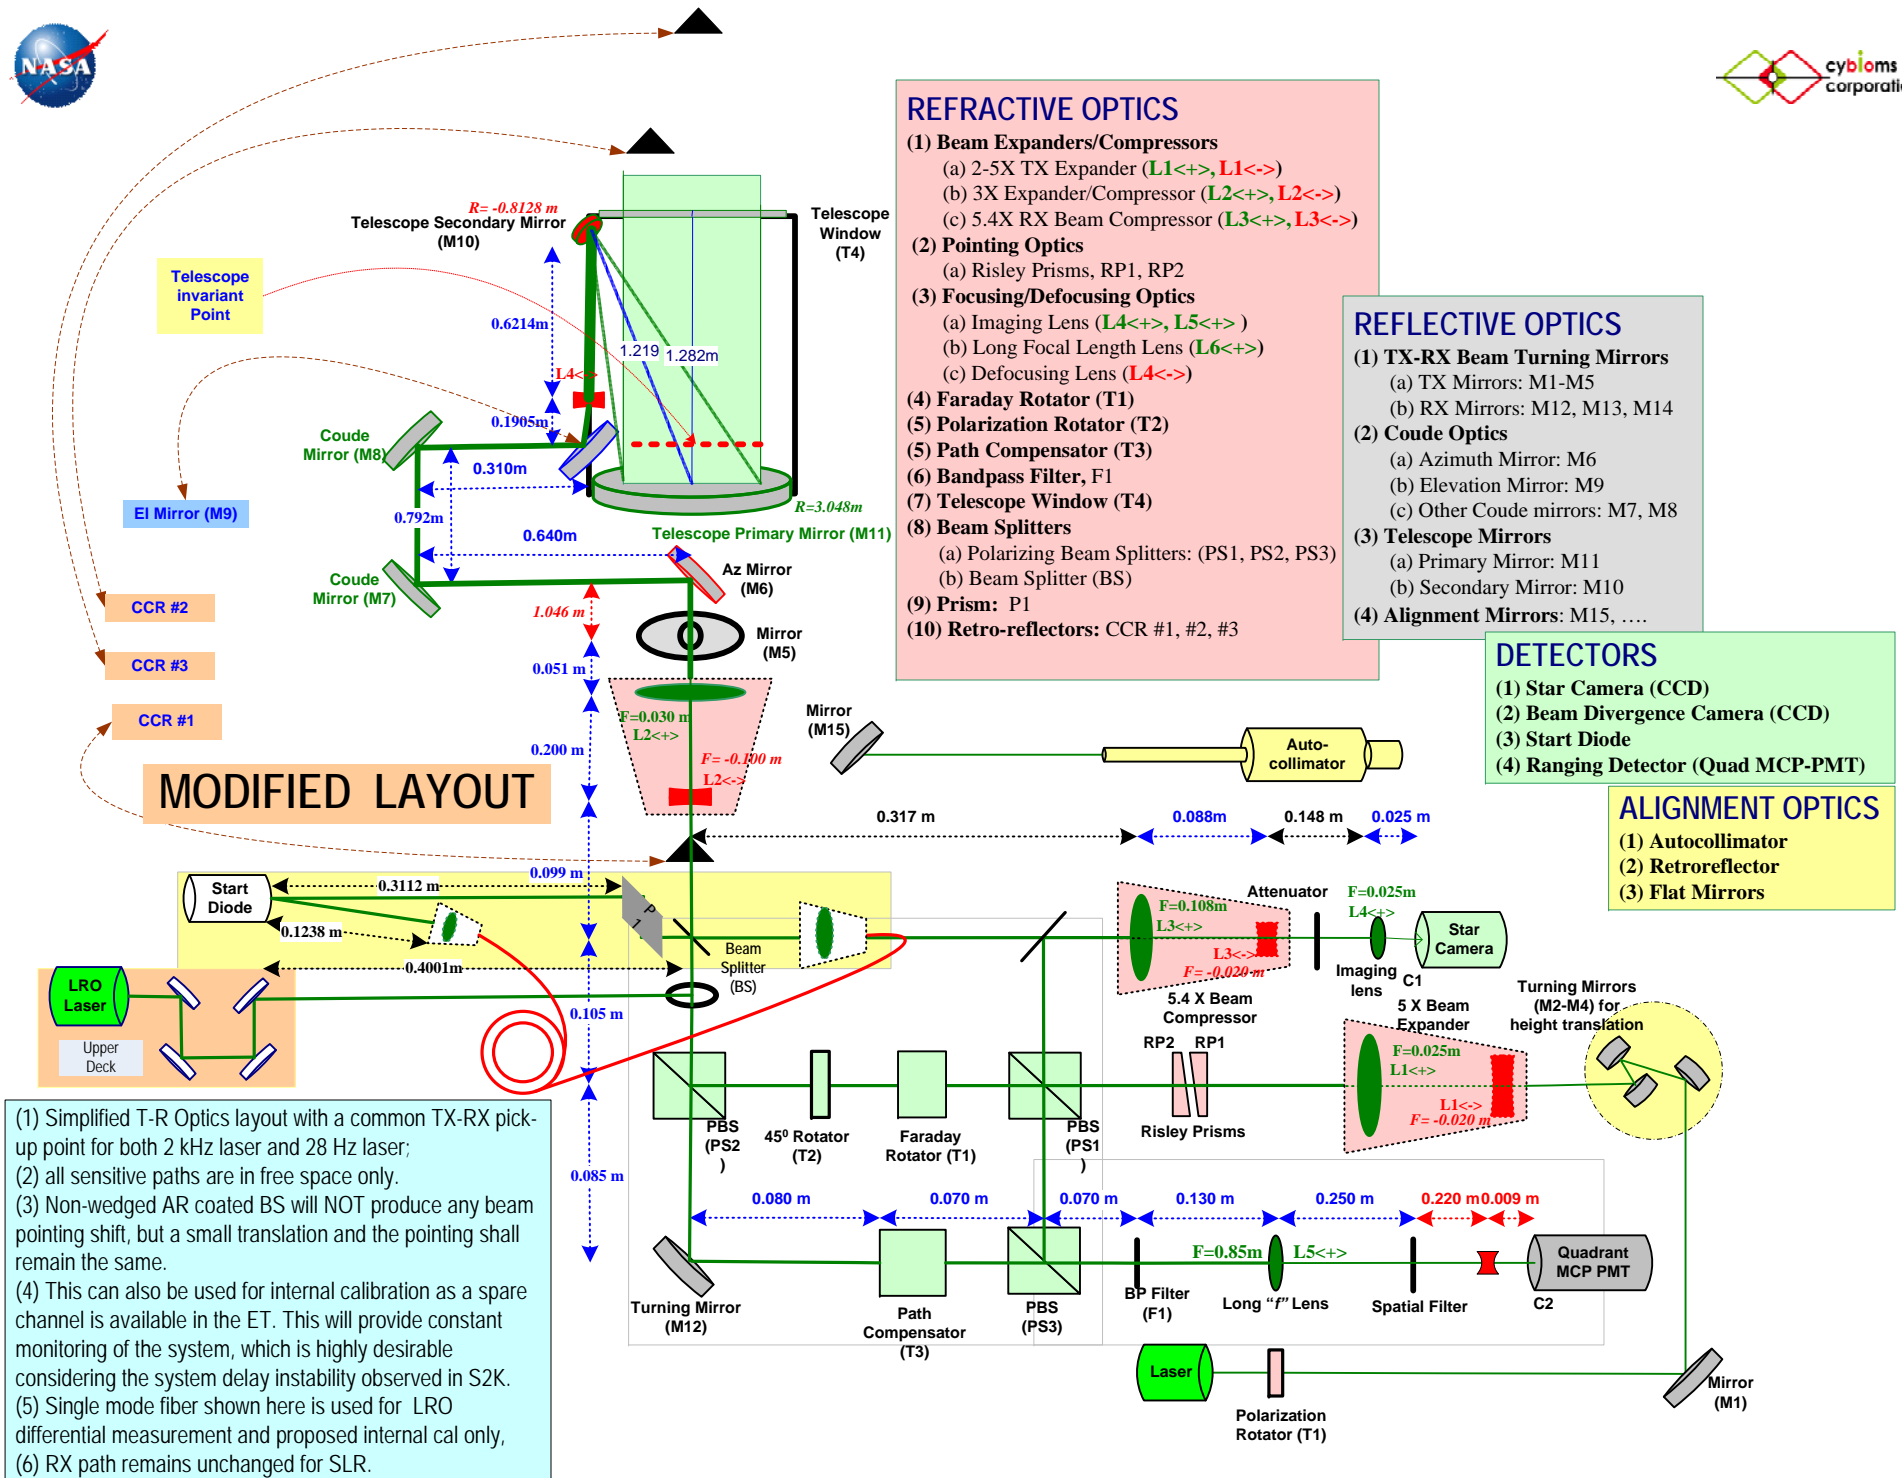 NASA
cybioms
corporati
REFRACTIVE OPTICS
(1) Beam Expanders/Compressors
(a) 2-5X TX Expander (L1<+>, L1<->)
(b) 3X Expander/Compressor (L2<+>, L2<->)
(c) 5.4X RX Beam Compressor (L3<+>, L3<->)
(2) Pointing Optics
(a) Risley Prisms, RP1, RP2
(3) Focusing/Defocusing Optics
(a) Imaging Lens (L4<+>, L5<+> )
(b) Long Focal Length Lens (L6<+>)
(c) Defocusing Lens (L4<->)
(4) Faraday Rotator (T1)
(5) Polarization Rotator (T2)
(5) Path Compensator (T3)
(6) Bandpass Filter, F1
(7) Telescope Window (T4)
(8) Beam Splitters
(a) Polarizing Beam Splitters: (PS1, PS2, PS3)
(b) Beam Splitter (BS)
(9) Prism: P1
(10) Retro-reflectors: CCR #1, #2, #3
REFLECTIVE OPTICS
(1) TX-RX Beam Turning Mirrors
(a) TX Mirrors: M1-M5
(b) RX Mirrors: M12, M13, M14
(2) Coude Optics
(a) Azimuth Mirror: M6
(b) Elevation Mirror: M9
(c) Other Coude mirrors: M7, M8
(3) Telescope Mirrors
(a) Primary Mirror: M11
(b) Secondary Mirror: M10
(4) Alignment Mirrors: M15, ….
DETECTORS
(1) Star Camera (CCD)
(2) Beam Divergence Camera (CCD)
(3) Start Diode
(4) Ranging Detector (Quad MCP-PMT)
ALIGNMENT OPTICS
(1) Autocollimator
(2) Retroreflector
(3) Flat Mirrors
R= -0.8128 m
Telescope Secondary Mirror
(M10)
Telescope
Window
(T4)
Telescope
invariant
Point
0.6214m
1.219
1.282m
L4<->
0.1905m
Coude
Mirror (M8)
0.310m
El Mirror (M9)
0.792m
R=3.048m
Telescope Primary Mirror (M11)
0.640m
Az Mirror
(M6)
Coude
Mirror (M7)
CCR #2
1.046 m
Mirror
(M5)
CCR #3
0.051 m
CCR #1
F=0.030 m
L2<+>
0.200 m
F= -0.100 m
L2<->
Mirror
(M15)
Auto-
collimator
MODIFIED LAYOUT
0.317 m
0.088m
0.148 m
0.025 m
0.099 m
Start
Diode
0.3112 m
P
1
0.1238 m
0.4001m
Beam
Splitter
(BS)
F=0.108m
L3<+>
L3<->
F= -0.020 m
Attenuator
F=0.025m
L4<+>
Star
Camera
Imaging
lens
C1
5.4 X Beam
Compressor
5 X Beam
Expander
Turning Mirrors
(M2-M4) for
height translation
LRO
Laser
Upper
Deck
0.105 m
RP2
RP1
F=0.025m
L1<+>
L1<->
F= -0.020 m
PBS
(PS2
)
45⁰ Rotator
(T2)
Faraday
Rotator (T1)
PBS
(PS1
)
Risley Prisms
0.085 m
0.080 m
0.070 m
0.070 m
0.130 m
0.250 m
0.220 m
0.009 m
F=0.85m
L5<+>
Quadrant
MCP PMT
Turning Mirror
(M12)
Path
Compensator
(T3)
PBS
(PS3)
BP Filter
(F1)
Long "f" Lens
Spatial Filter
C2
Laser
Polarization
Rotator (T1)
Mirror
(M1)
(1) Simplified T-R Optics layout with a common TX-RX pick-
up point for both 2 kHz laser and 28 Hz laser;
(2) all sensitive paths are in free space only.
(3) Non-wedged AR coated BS will NOT produce any beam
pointing shift, but a small translation and the pointing shall
remain the same.
(4) This can also be used for internal calibration as a spare
channel is available in the ET. This will provide constant
monitoring of the system, which is highly desirable
considering the system delay instability observed in S2K.
(5) Single mode fiber shown here is used for LRO
differential measurement and proposed internal cal only,
(6) RX path remains unchanged for SLR.